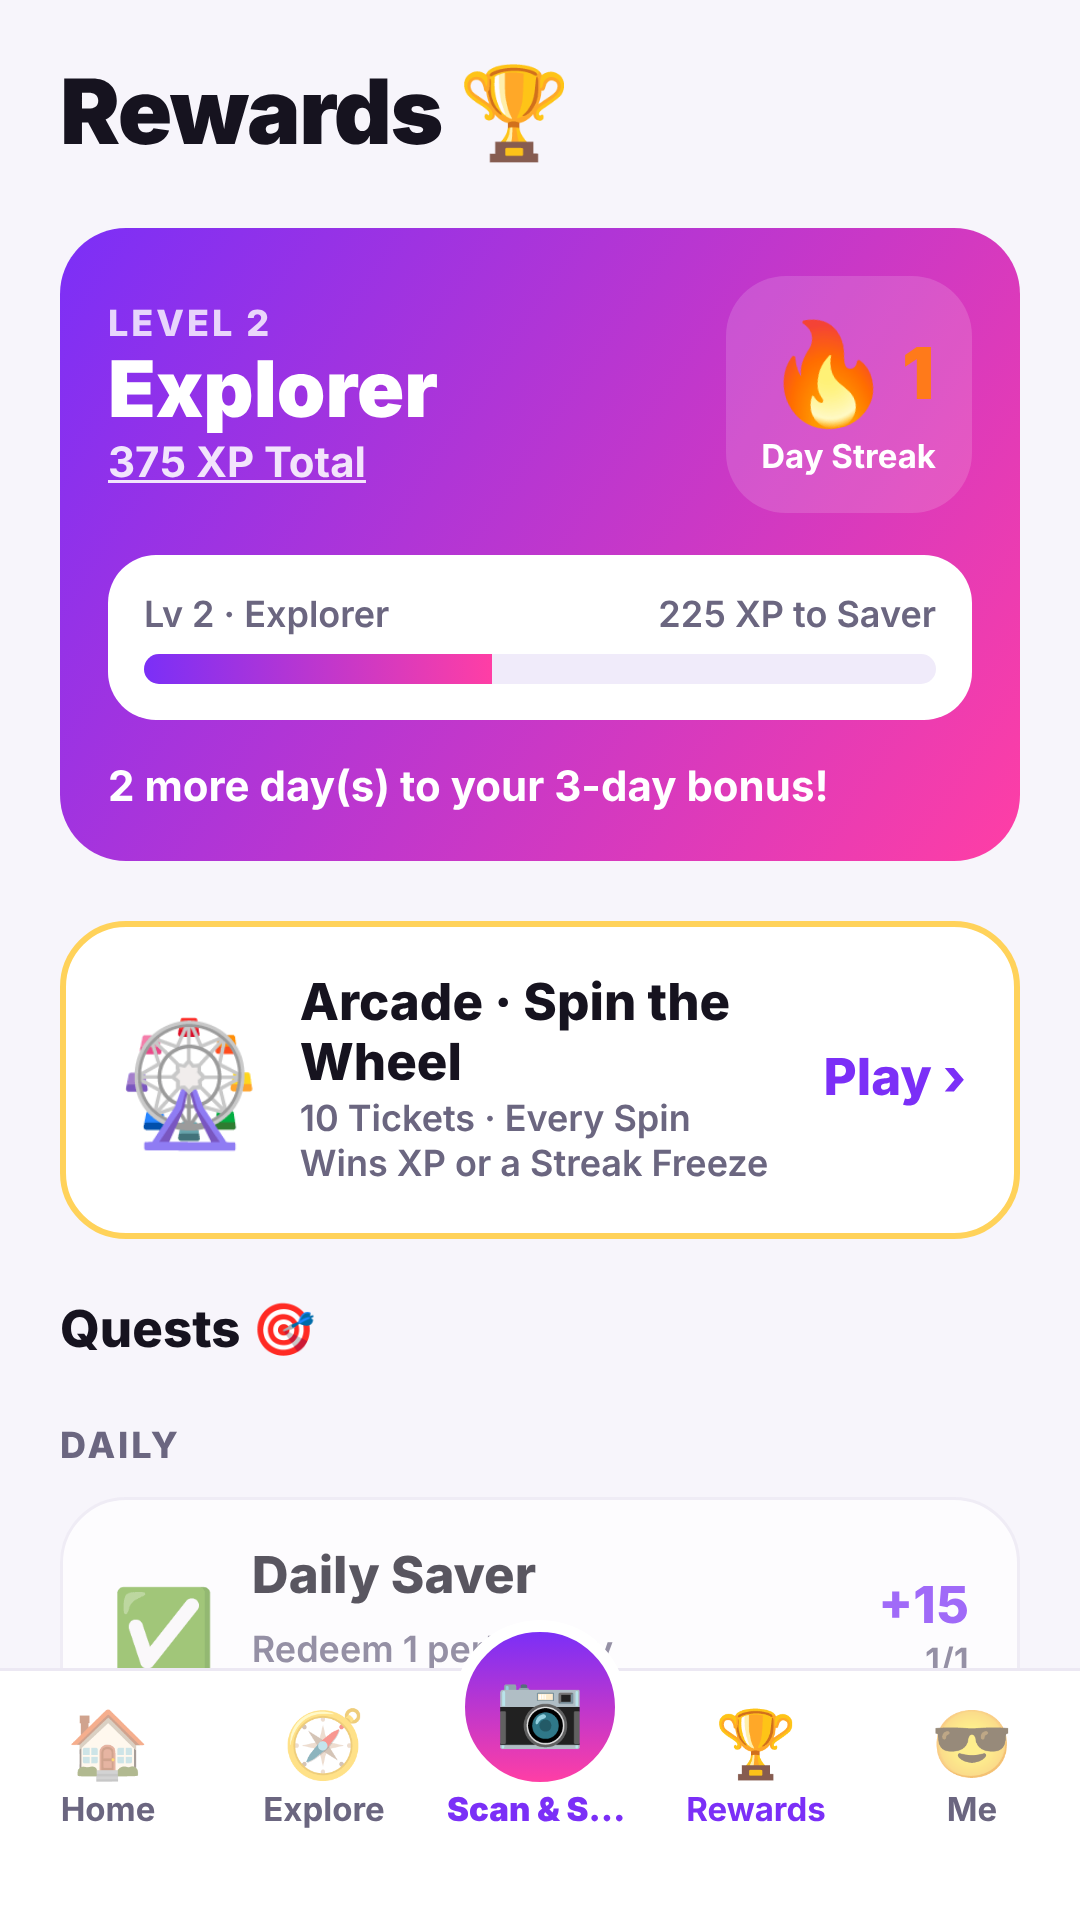 Rewards
LEVEL 2
Explorer
375 XP Total
1
Day Streak
Lv 2 · Explorer
225 XP to Saver
2 more day(s) to your 3-day bonus!
Arcade · Spin the
Wheel
10 Tickets · Every Spin
Wins XP or a Streak Freeze
Play ›
Quests
DAILY
Daily Saver
Redeem 1
+15
1/1
Home
Explore
Scan & S...
Rewards
Me